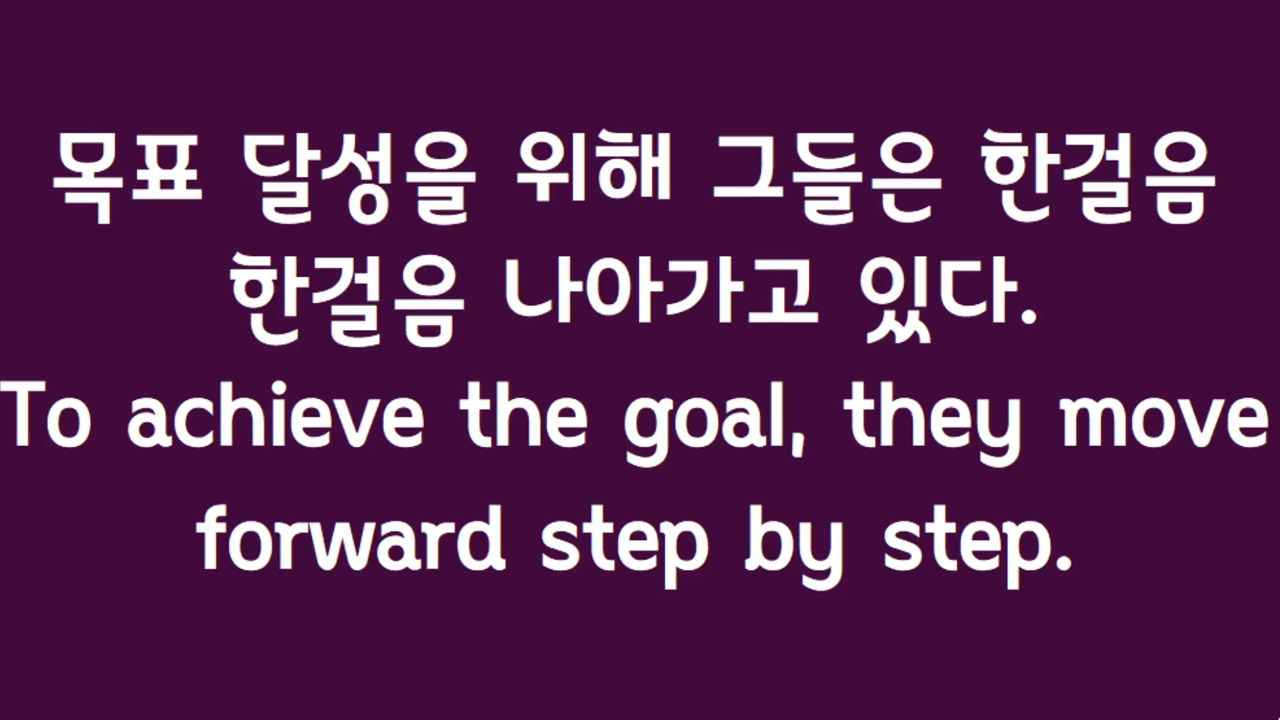 목표 달성을 위해 그들은 한걸음
한걸음 나아가고 있다.
To achieve the goal, they move
forward step by step.